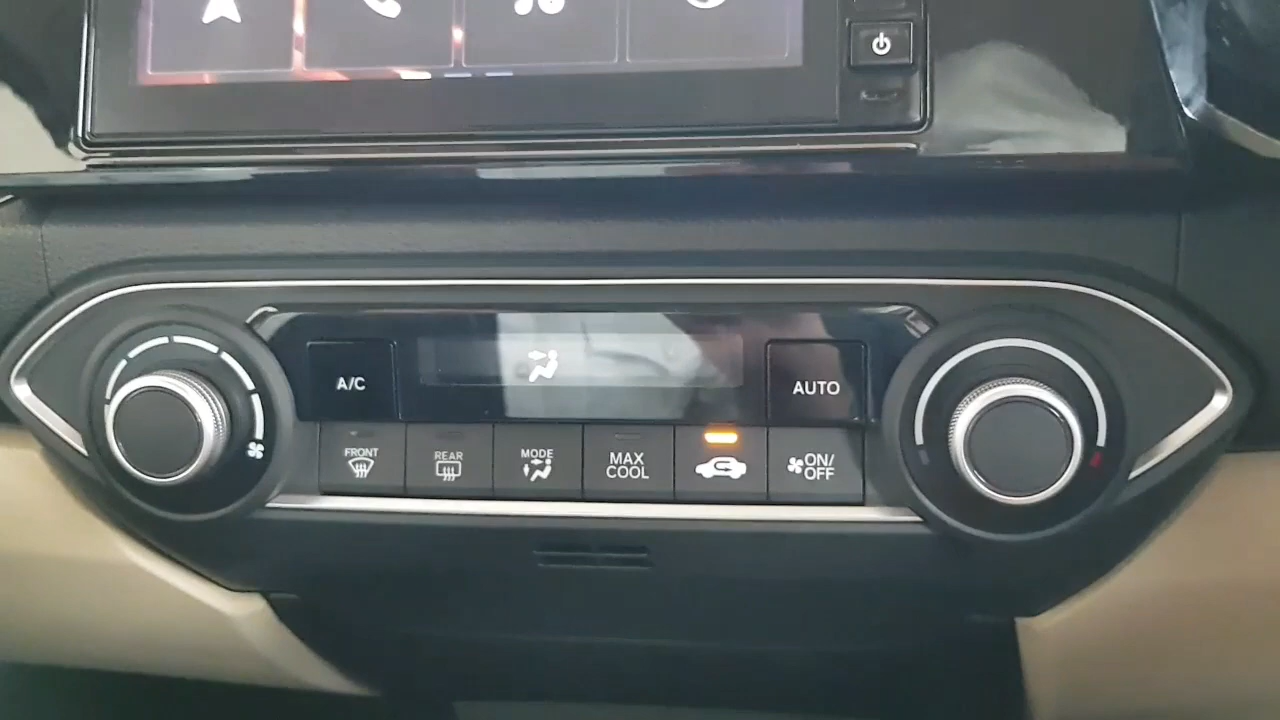 A/C
AUTO
FRONT
REAR
MODE
MAX
COOL
ON/
OFF